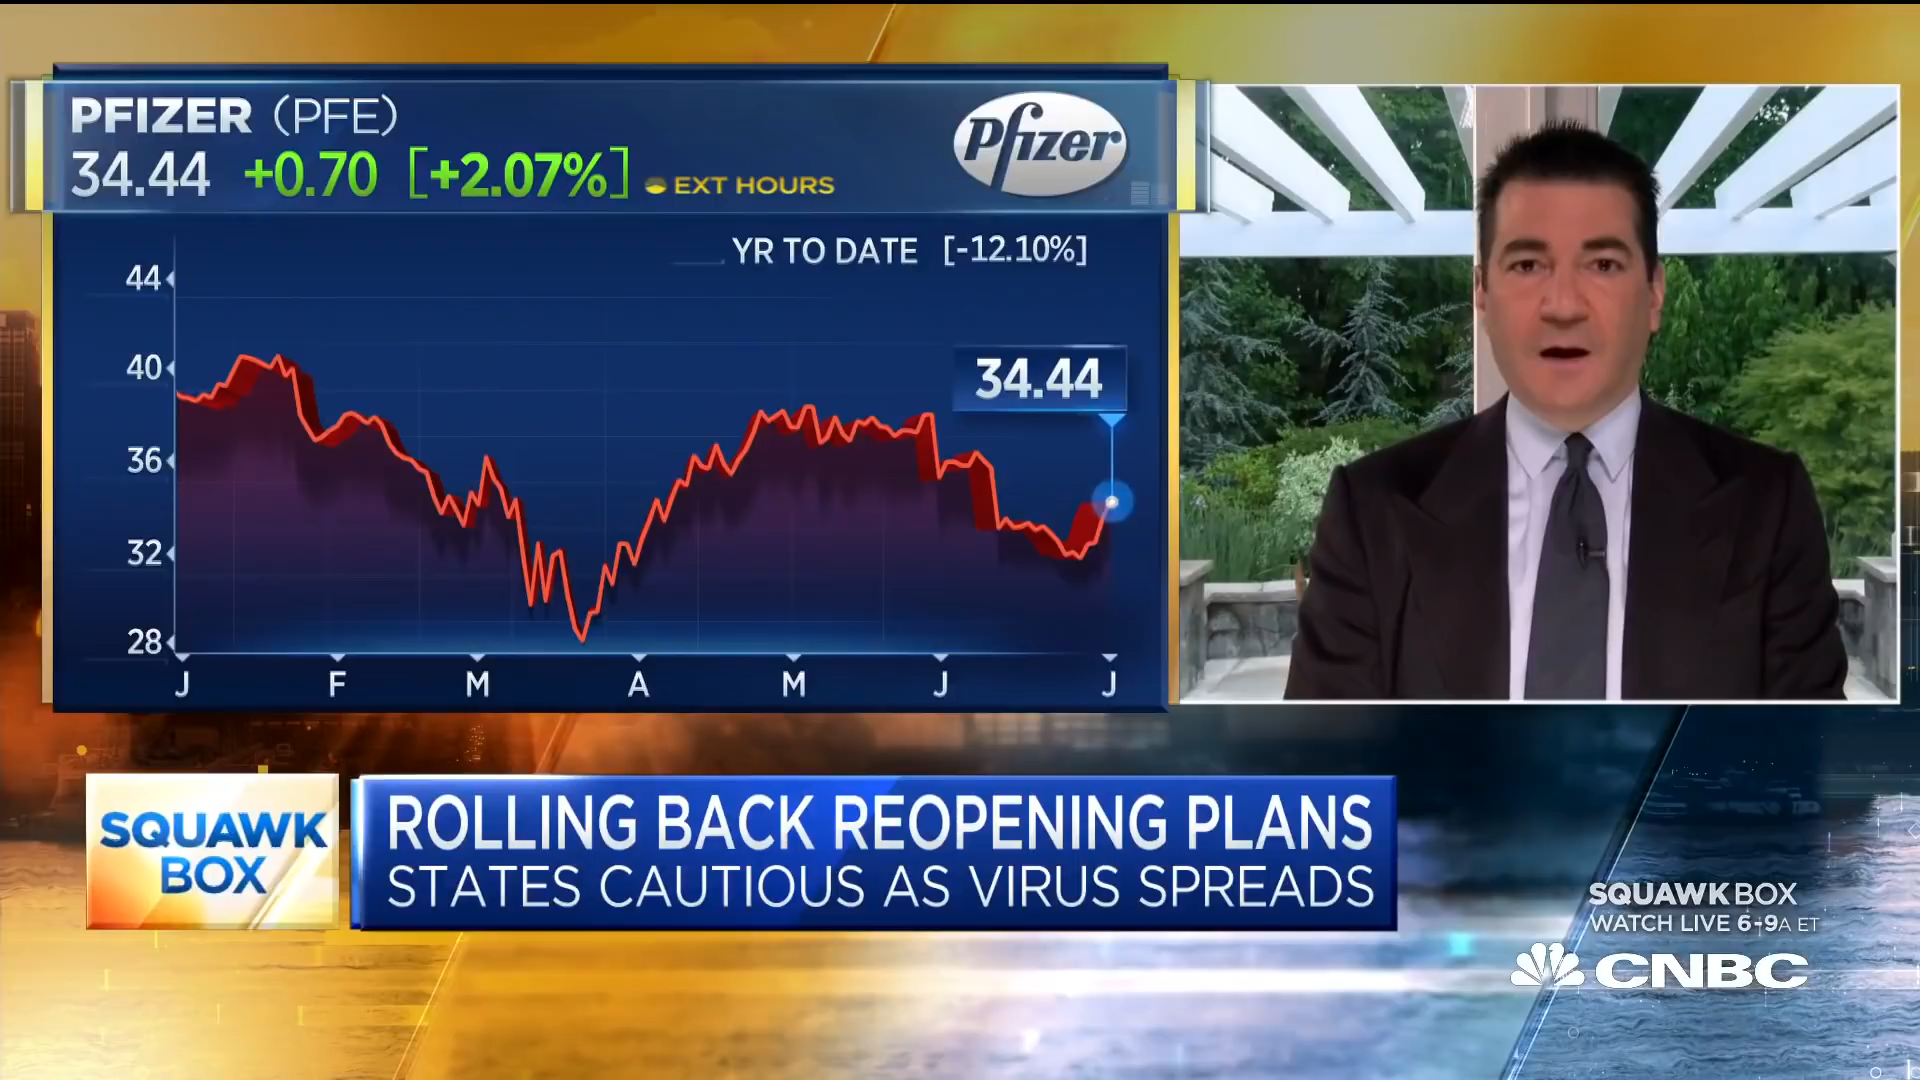 PFIZER (PFE)
34.44 +0.70 [+2.07%] EXT HOURS
Pfizer
YR TO DATE [-12.10%]
44
40
36
32
28
34.44
J F M A M J J
SQUAWK
BOX
ROLLING BACK REOPENING PLANS
STATES CAUTIOUS AS VIRUS SPREADS
SQUAWK BOX
WATCH LIVE 6-9A ET
CNBC